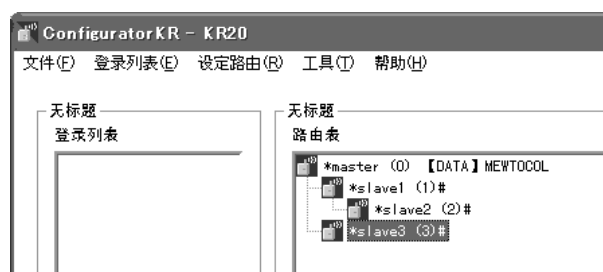 ConfiguratorKR - KR20
文件(F) 登录列表(E) 设定路由(R) 工具(T) 帮助(H)
无标题
登录列表
无标题
路由表
*master (0) 【DATA】MEWTOCOL
*slave1 (1)#
*slave2 (2)#
*slave3 (3)#